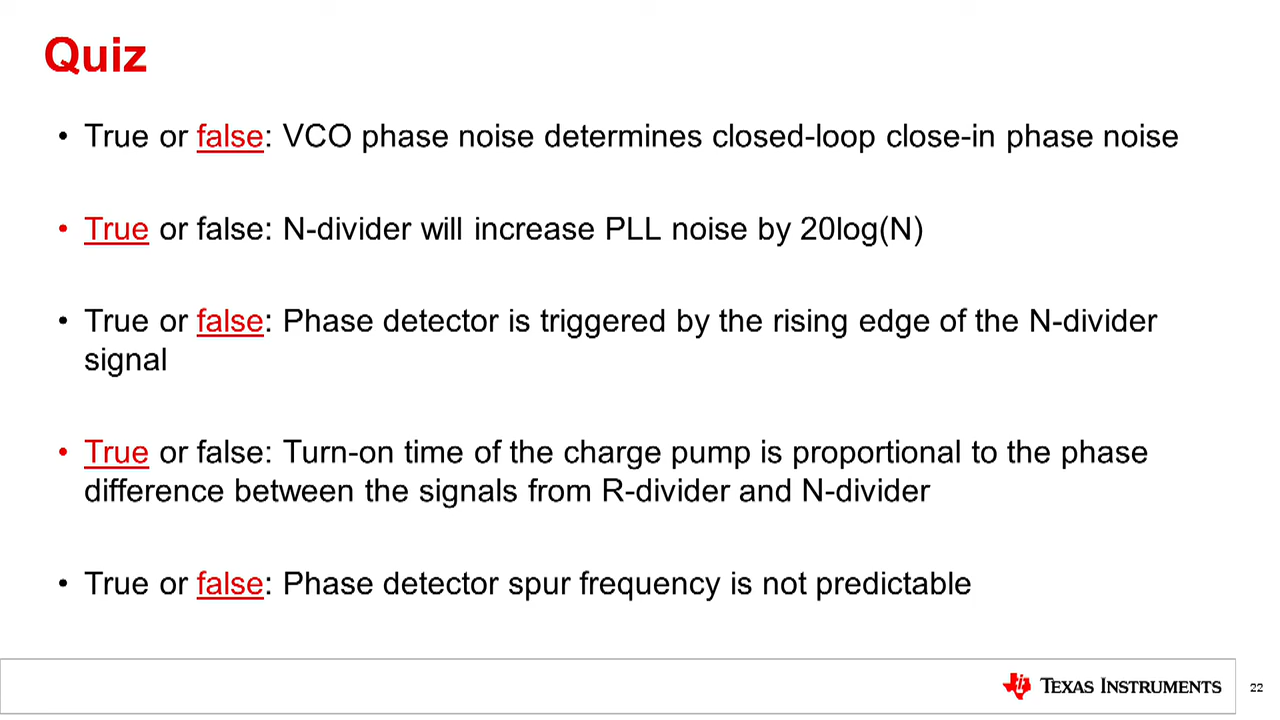 Quiz
• True or false: VCO phase noise determines closed-loop close-in phase noise
• True or false: N-divider will increase PLL noise by 20log(N)
• True or false: Phase detector is triggered by the rising edge of the N-divider
signal
• True or false: Turn-on time of the charge pump is proportional to the phase
difference between the signals from R-divider and N-divider
• True or false: Phase detector spur frequency is not predictable
TEXAS INSTRUMENTS
22